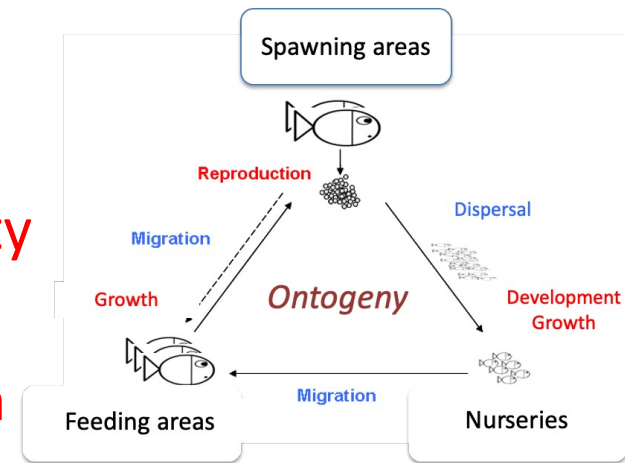 Spawning areas
Reproduction
Dispersal
Migration
Ontogeny
Growth
Development
Growth
Migration
Feeding areas
Nurseries